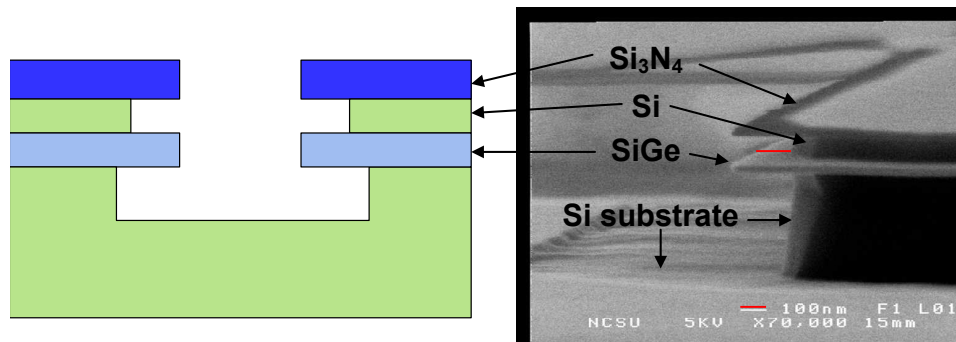 Si₃N₄
Si
SiGe
Si substrate
100nm F1 L01
NCSU 5KV X70,000 15mm